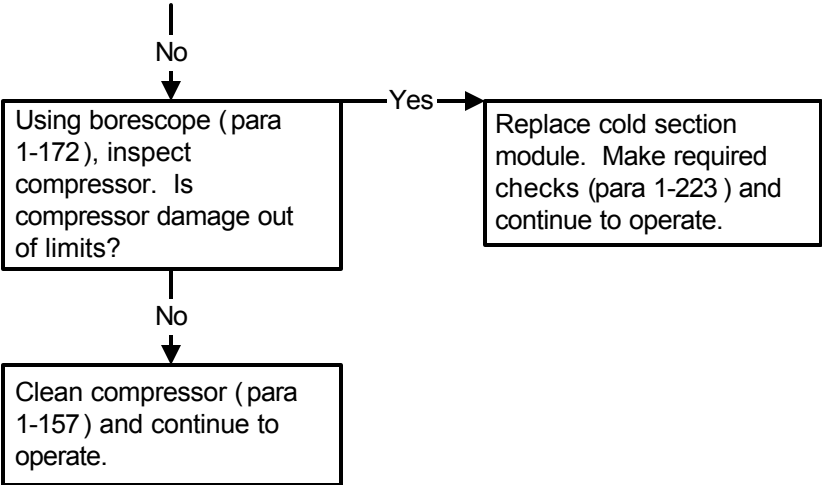 No
Using borescope (para
1-172), inspect
compressor. Is
compressor damage out
of limits?
Yes
Replace cold section
module. Make required
checks (para 1-223) and
continue to operate.
No
Clean compressor (para
1-157) and continue to
operate.